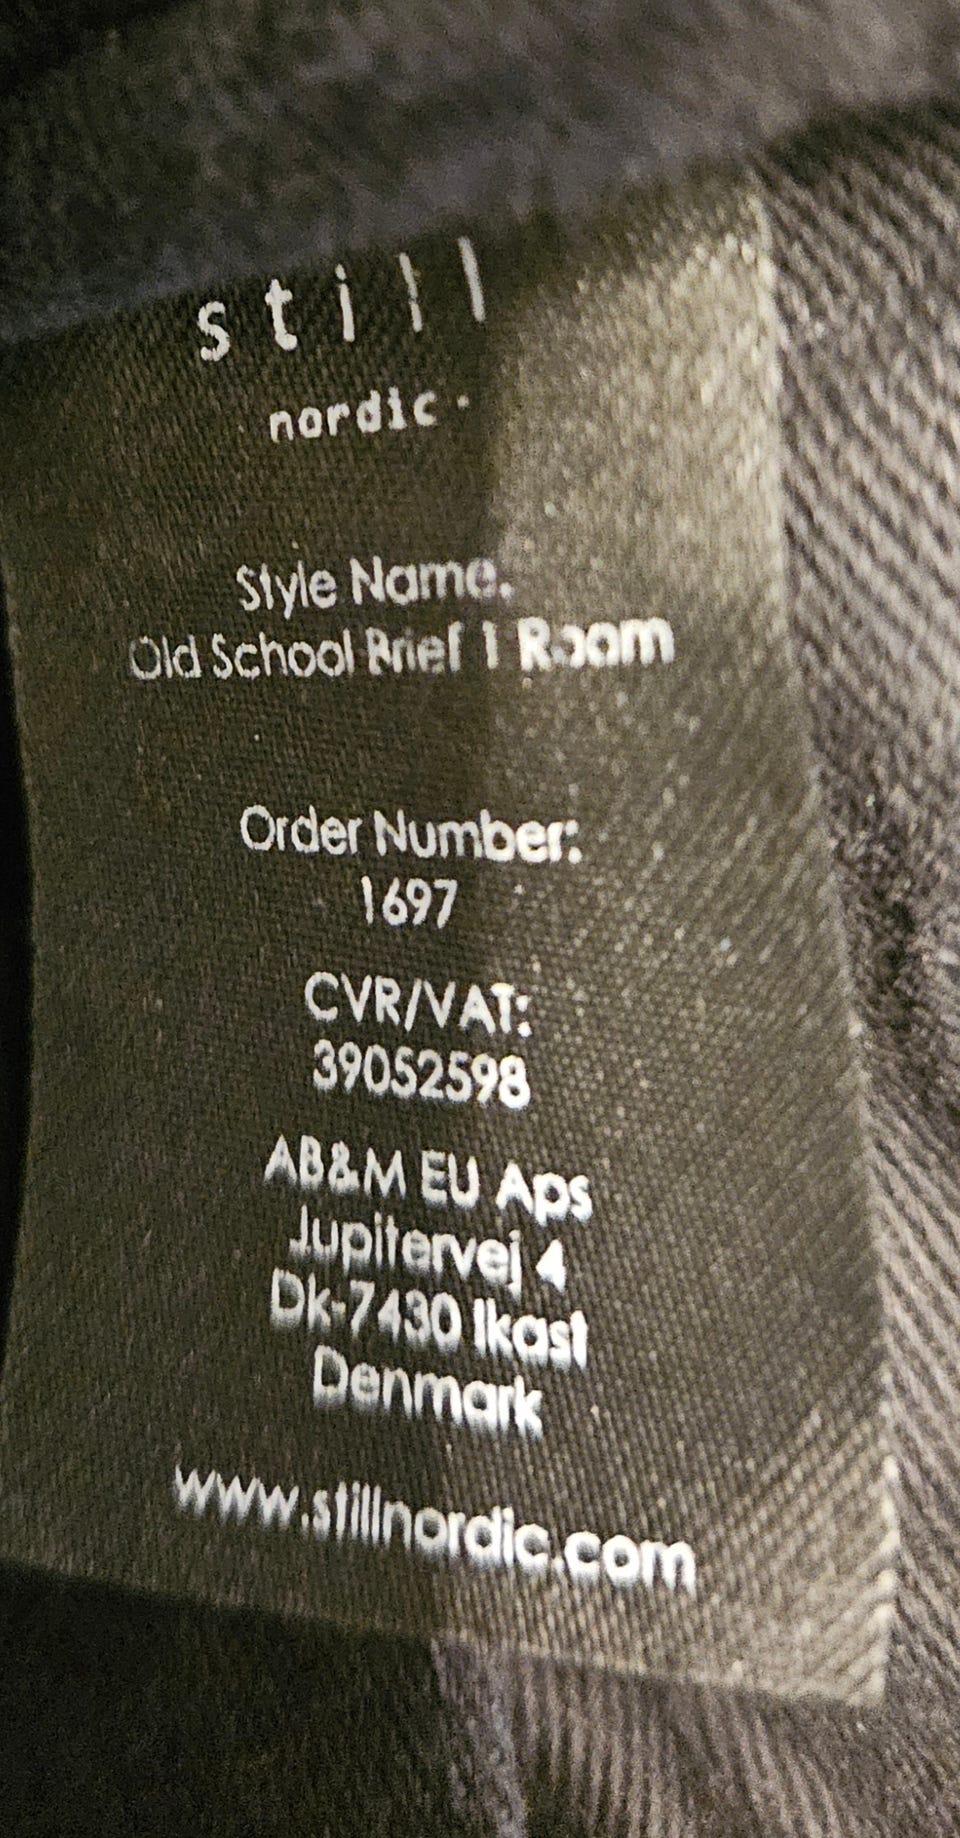 still
nordic.
Style Name:
Old School Brief 1 Room
Order Number:
1697
CVR/VAT:
39052598
AB&M EU Aps
Jupitervej 4
Dk-7430 Ikast
Denmark
www.stillnordic.com